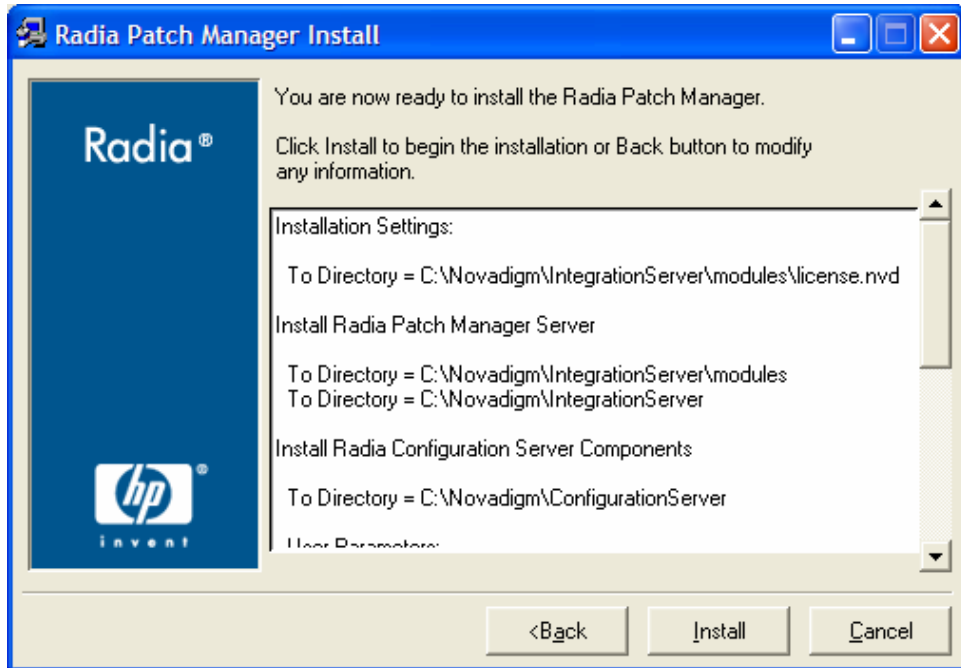 Radia Patch Manager Install
Radia®
You are now ready to install the Radia Patch Manager.
Click Install to begin the installation or Back button to modify
any information.
Installation Settings:
To Directory = C:\Novadigm\IntegrationServer\modules\license.nvd
Install Radia Patch Manager Server
To Directory = C:\Novadigm\IntegrationServer\modules
To Directory = C:\Novadigm\IntegrationServer
Install Radia Configuration Server Components
To Directory = C:\Novadigm\ConfigurationServer
User Parameters:
hp®
invent
<Back
Install
Cancel